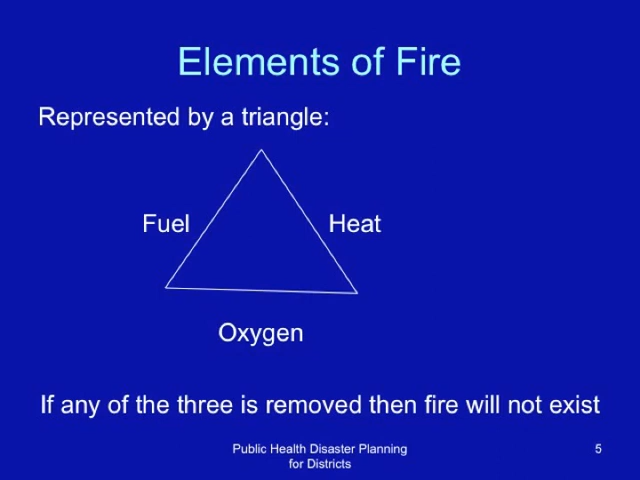 Elements of Fire
Represented by a triangle:
Fuel
Heat
Oxygen
If any of the three is removed then fire will not exist
Public Health Disaster Planning
for Districts
5